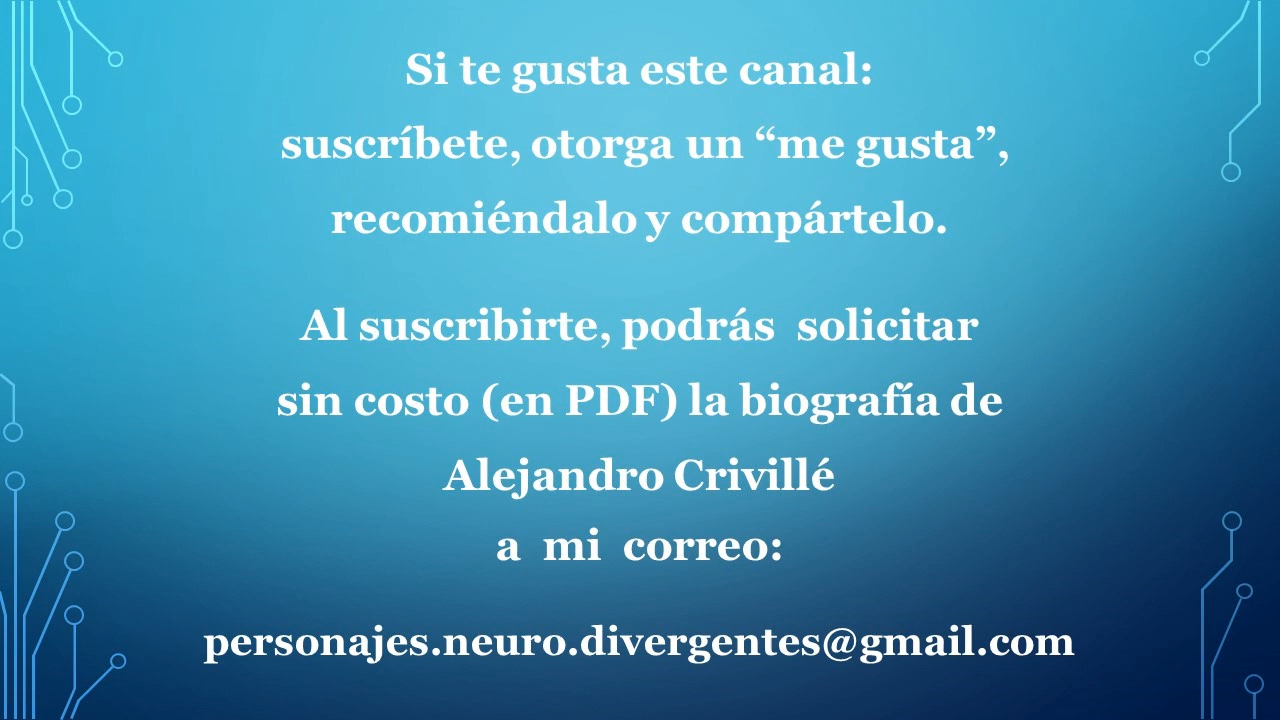 Si te gusta este canal:
suscríbete, otorga un “me gusta”,
recomiéndalo y compártelo.
Al suscribirte, podrás solicitar
sin costo (en PDF) la biografía de
Alejandro Crivillé
a mi correo:
personajes.neuro.divergentes@gmail.com